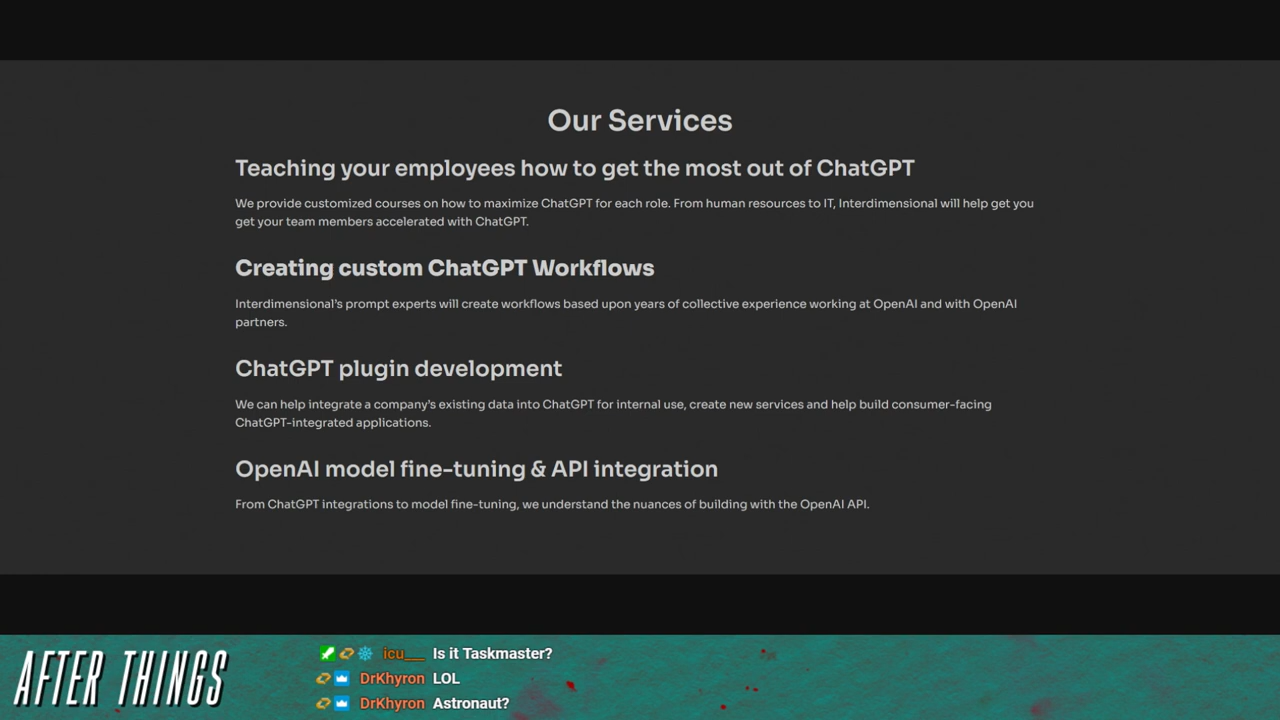 Our Services
Teaching your employees how to get the most out of ChatGPT
We provide customized courses on how to maximize ChatGPT for each role. From human resources to IT, Interdimensional will help get you
get your team members accelerated with ChatGPT.
Creating custom ChatGPT Workflows
Interdimensional's prompt experts will create workflows based upon years of collective experience working at OpenAI and with OpenAI
partners.
ChatGPT plugin development
We can help integrate a company's existing data into ChatGPT for internal use, create new services and help build consumer-facing
ChatGPT-integrated applications.
OpenAI model fine-tuning & API integration
From ChatGPT integrations to model fine-tuning, we understand the nuances of building with the OpenAI API.
AFTER THINGS
icu__ Is it Taskmaster?
DrKhyron LOL
DrKhyron Astronaut?